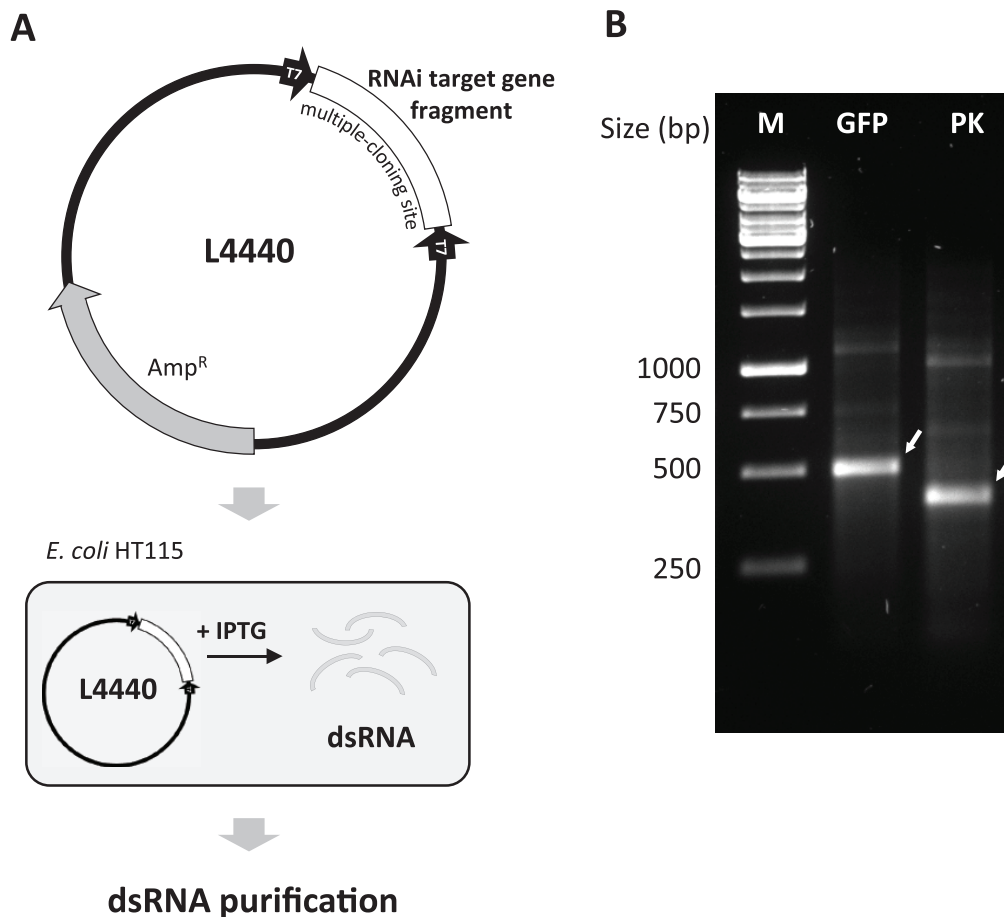 A
T7
RNAi target gene
fragment
multiple-cloning site
T7
L4440
Amp^R
E. coli HT115
+ IPTG
L4440
dsRNA
dsRNA purification
B
Size (bp)
M GFP PK
1000
750
500
250